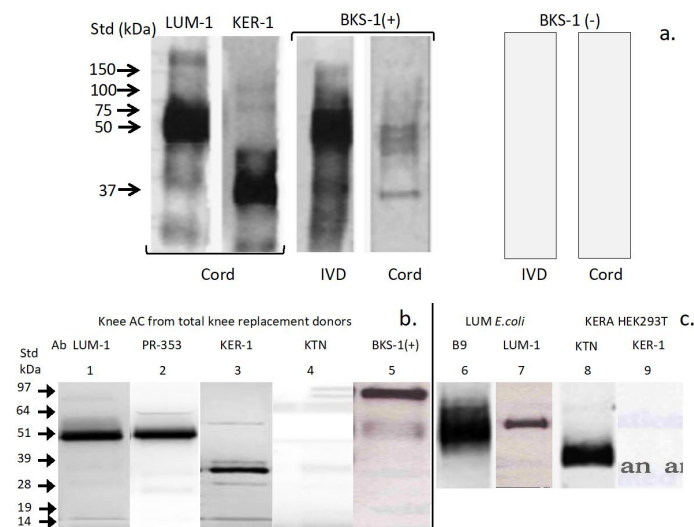 LUM-1 KER-1 BKS-1(+) BKS-1 (-) a.
Std (kDa)
150
100
75
50
37
Cord IVD Cord IVD Cord
Knee AC from total knee replacement donors b. LUM E.coli KERA HEK293T c.
Ab LUM-1 PR-353 KER-1 KTN BKS-1(+) B9 LUM-1 KTN KER-1
Std
kDa
1 2 3 4 5 6 7 8 9
97
64
51
39
28
19
14
an ar